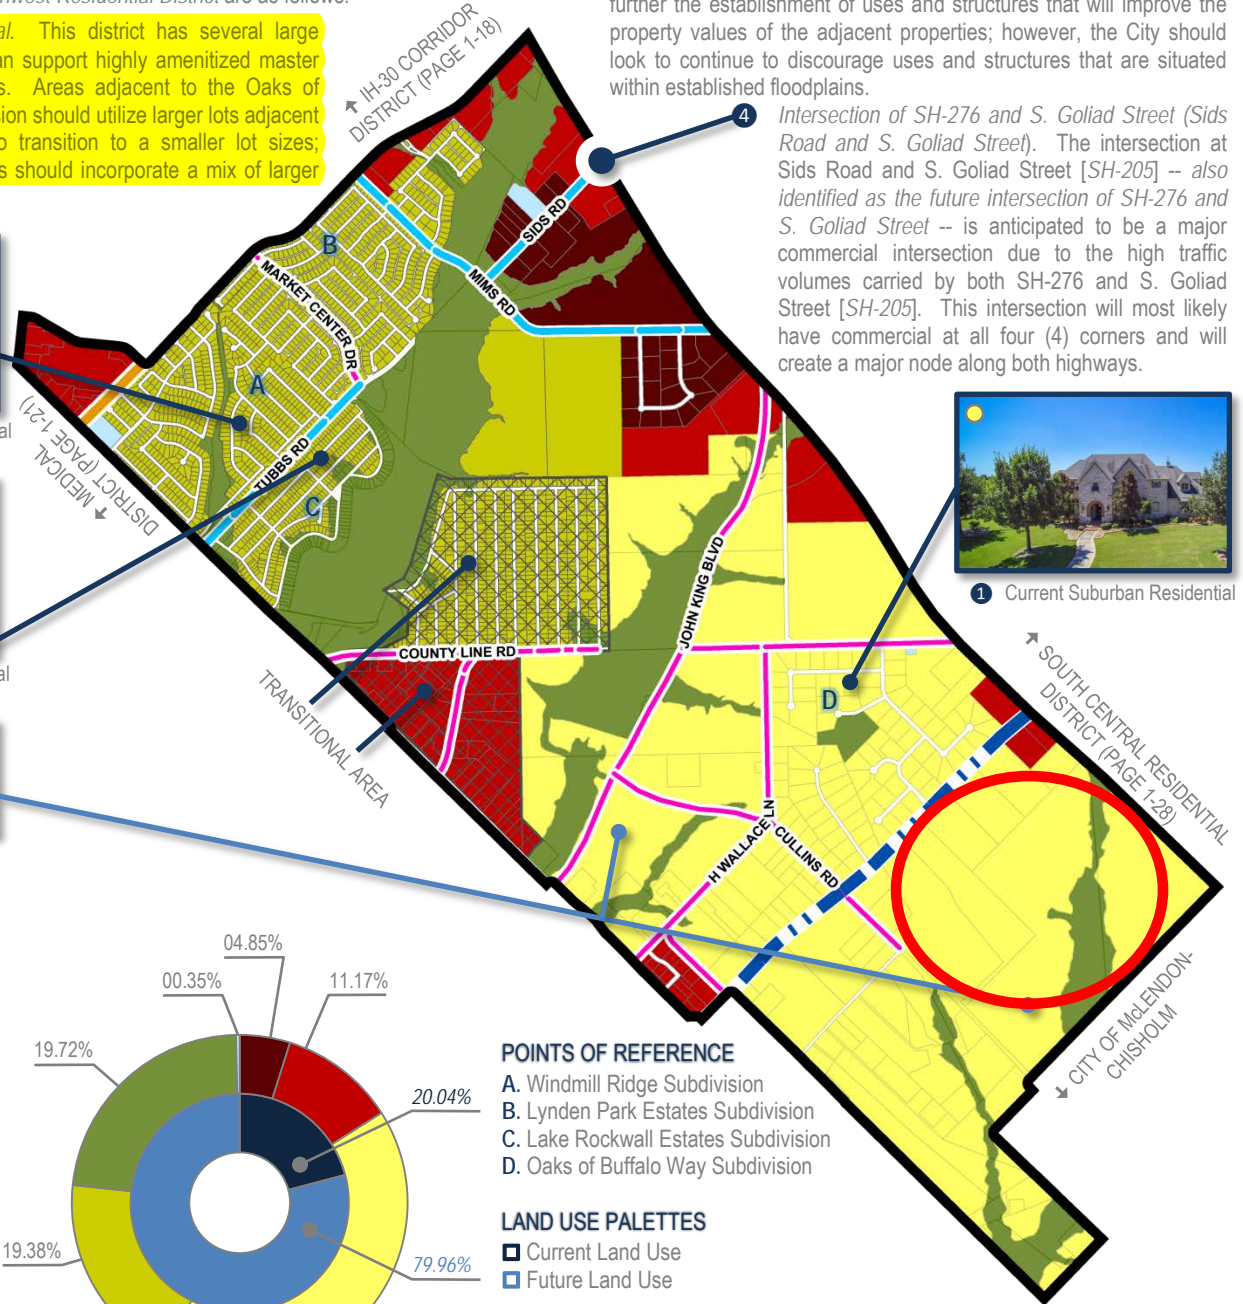 nwest Residential District are as follows:
al. This district has several large
an support highly amenitized master
s. Areas adjacent to the Oaks of
sion should utilize larger lots adjacent
o transition to a smaller lot sizes;
s should incorporate a mix of larger
further the establishment of uses and structures that will improve the
property values of the adjacent properties; however, the City should
look to continue to discourage uses and structures that are situated
within established floodplains.
4
Intersection of SH-276 and S. Goliad Street (Sids
Road and S. Goliad Street). The intersection at
Sids Road and S. Goliad Street [SH-205] -- also
identified as the future intersection of SH-276 and
S. Goliad Street -- is anticipated to be a major
commercial intersection due to the high traffic
volumes carried by both SH-276 and S. Goliad
Street [SH-205]. This intersection will most likely
have commercial at all four (4) corners and will
create a major node along both highways.
IH-30 CORRIDOR
DISTRICT (PAGE 1-18)
SIDS RD
MIMS RD
B
MARKET CENTER DR
A
TUBBS RD
C
MEDICAL
DISTRICT (PAGE 1-21)
al
al
1 Current Suburban Residential
JOHN KING BLVD
COUNTY LINE RD
TRANSITIONAL AREA
D
SOUTH CENTRAL RESIDENTIAL
DISTRICT (PAGE 1-28)
H WALLACE LN
CULLINS RD
CITY OF McLENDON-
CHISHOLM
04.85%
00.35%
11.17%
19.72%
20.04%
19.38%
79.96%
POINTS OF REFERENCE
A. Windmill Ridge Subdivision
B. Lynden Park Estates Subdivision
C. Lake Rockwall Estates Subdivision
D. Oaks of Buffalo Way Subdivision
LAND USE PALETTES
Current Land Use
Future Land Use